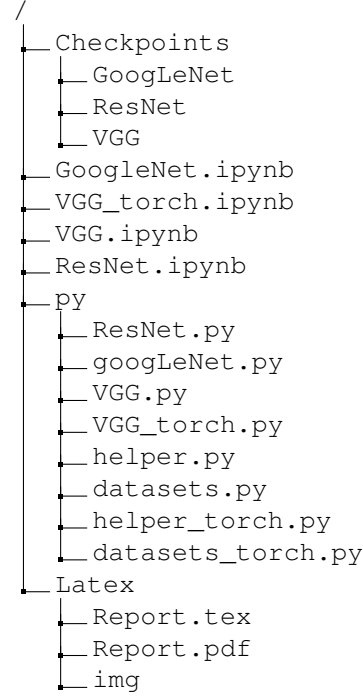 /
Checkpoints
GoogLeNet
ResNet
VGG
GoogleNet.ipynb
VGG_torch.ipynb
VGG.ipynb
ResNet.ipynb
py
ResNet.py
googLeNet.py
VGG.py
VGG_torch.py
helper.py
datasets.py
helper_torch.py
datasets_torch.py
Latex
Report.tex
Report.pdf
img